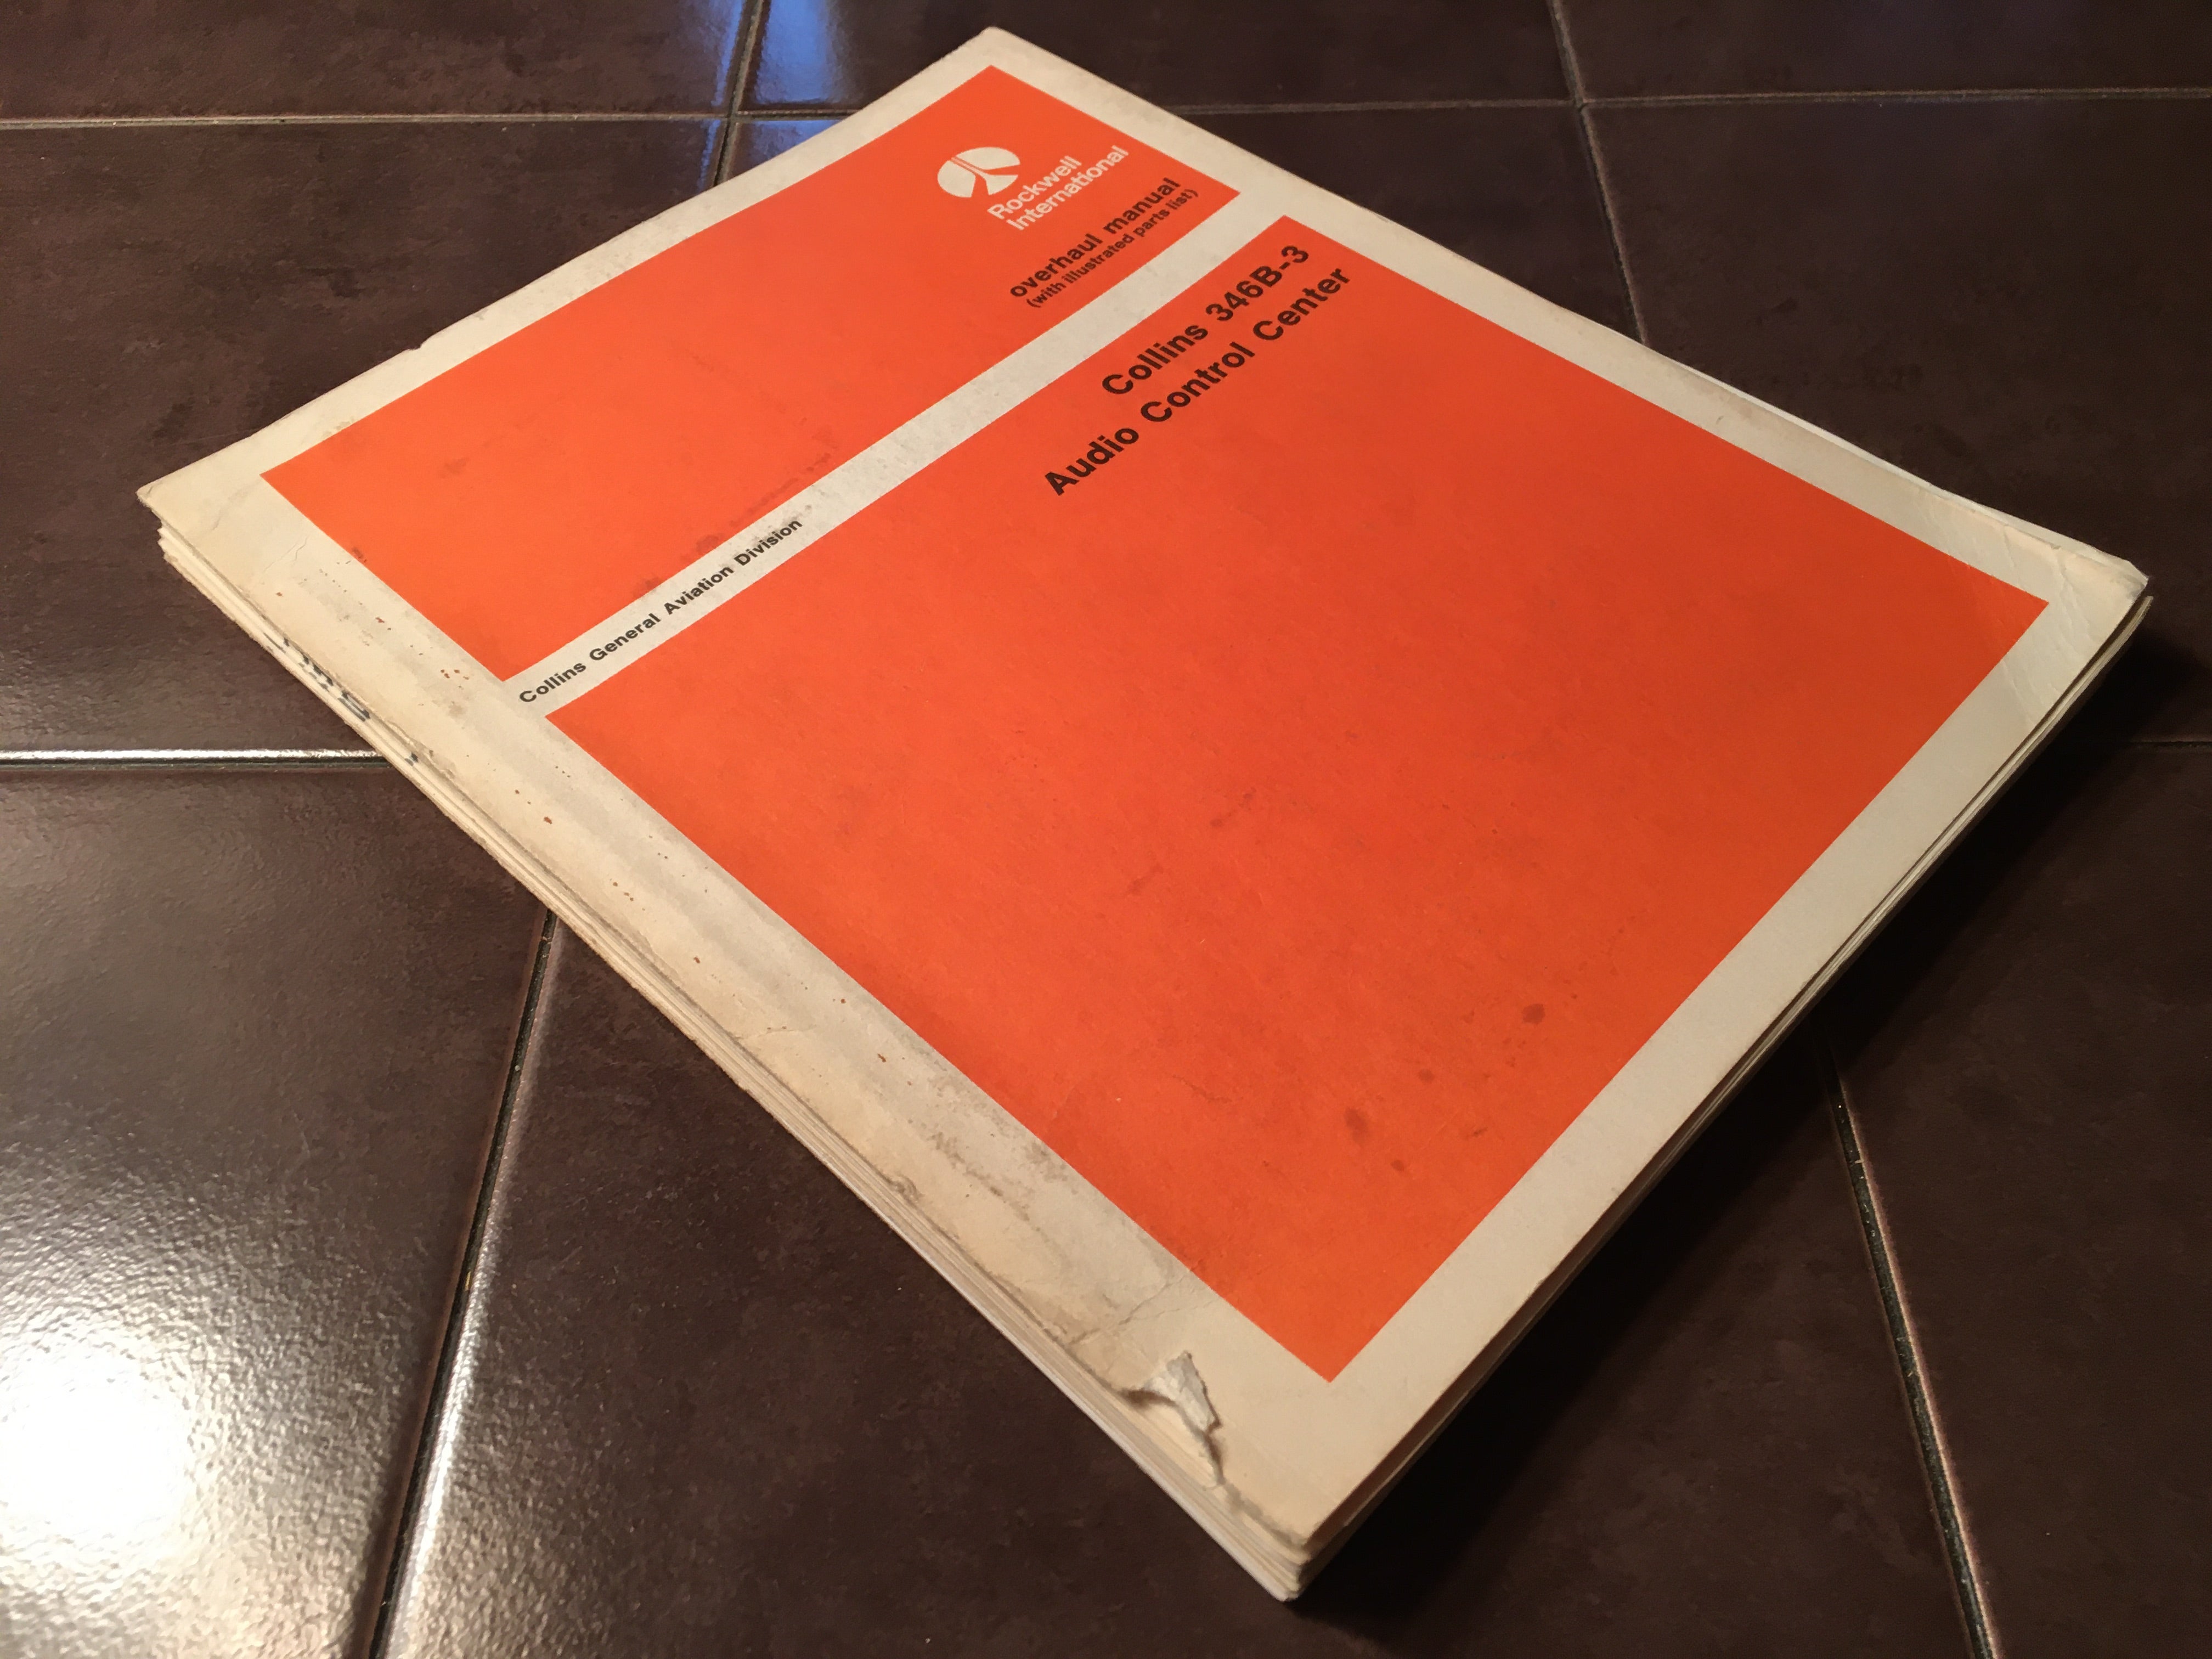 Rockwell
International
overhaul manual
(with illustrated parts list)
Collins General Aviation Division
Collins 346B-3
Audio Control Center